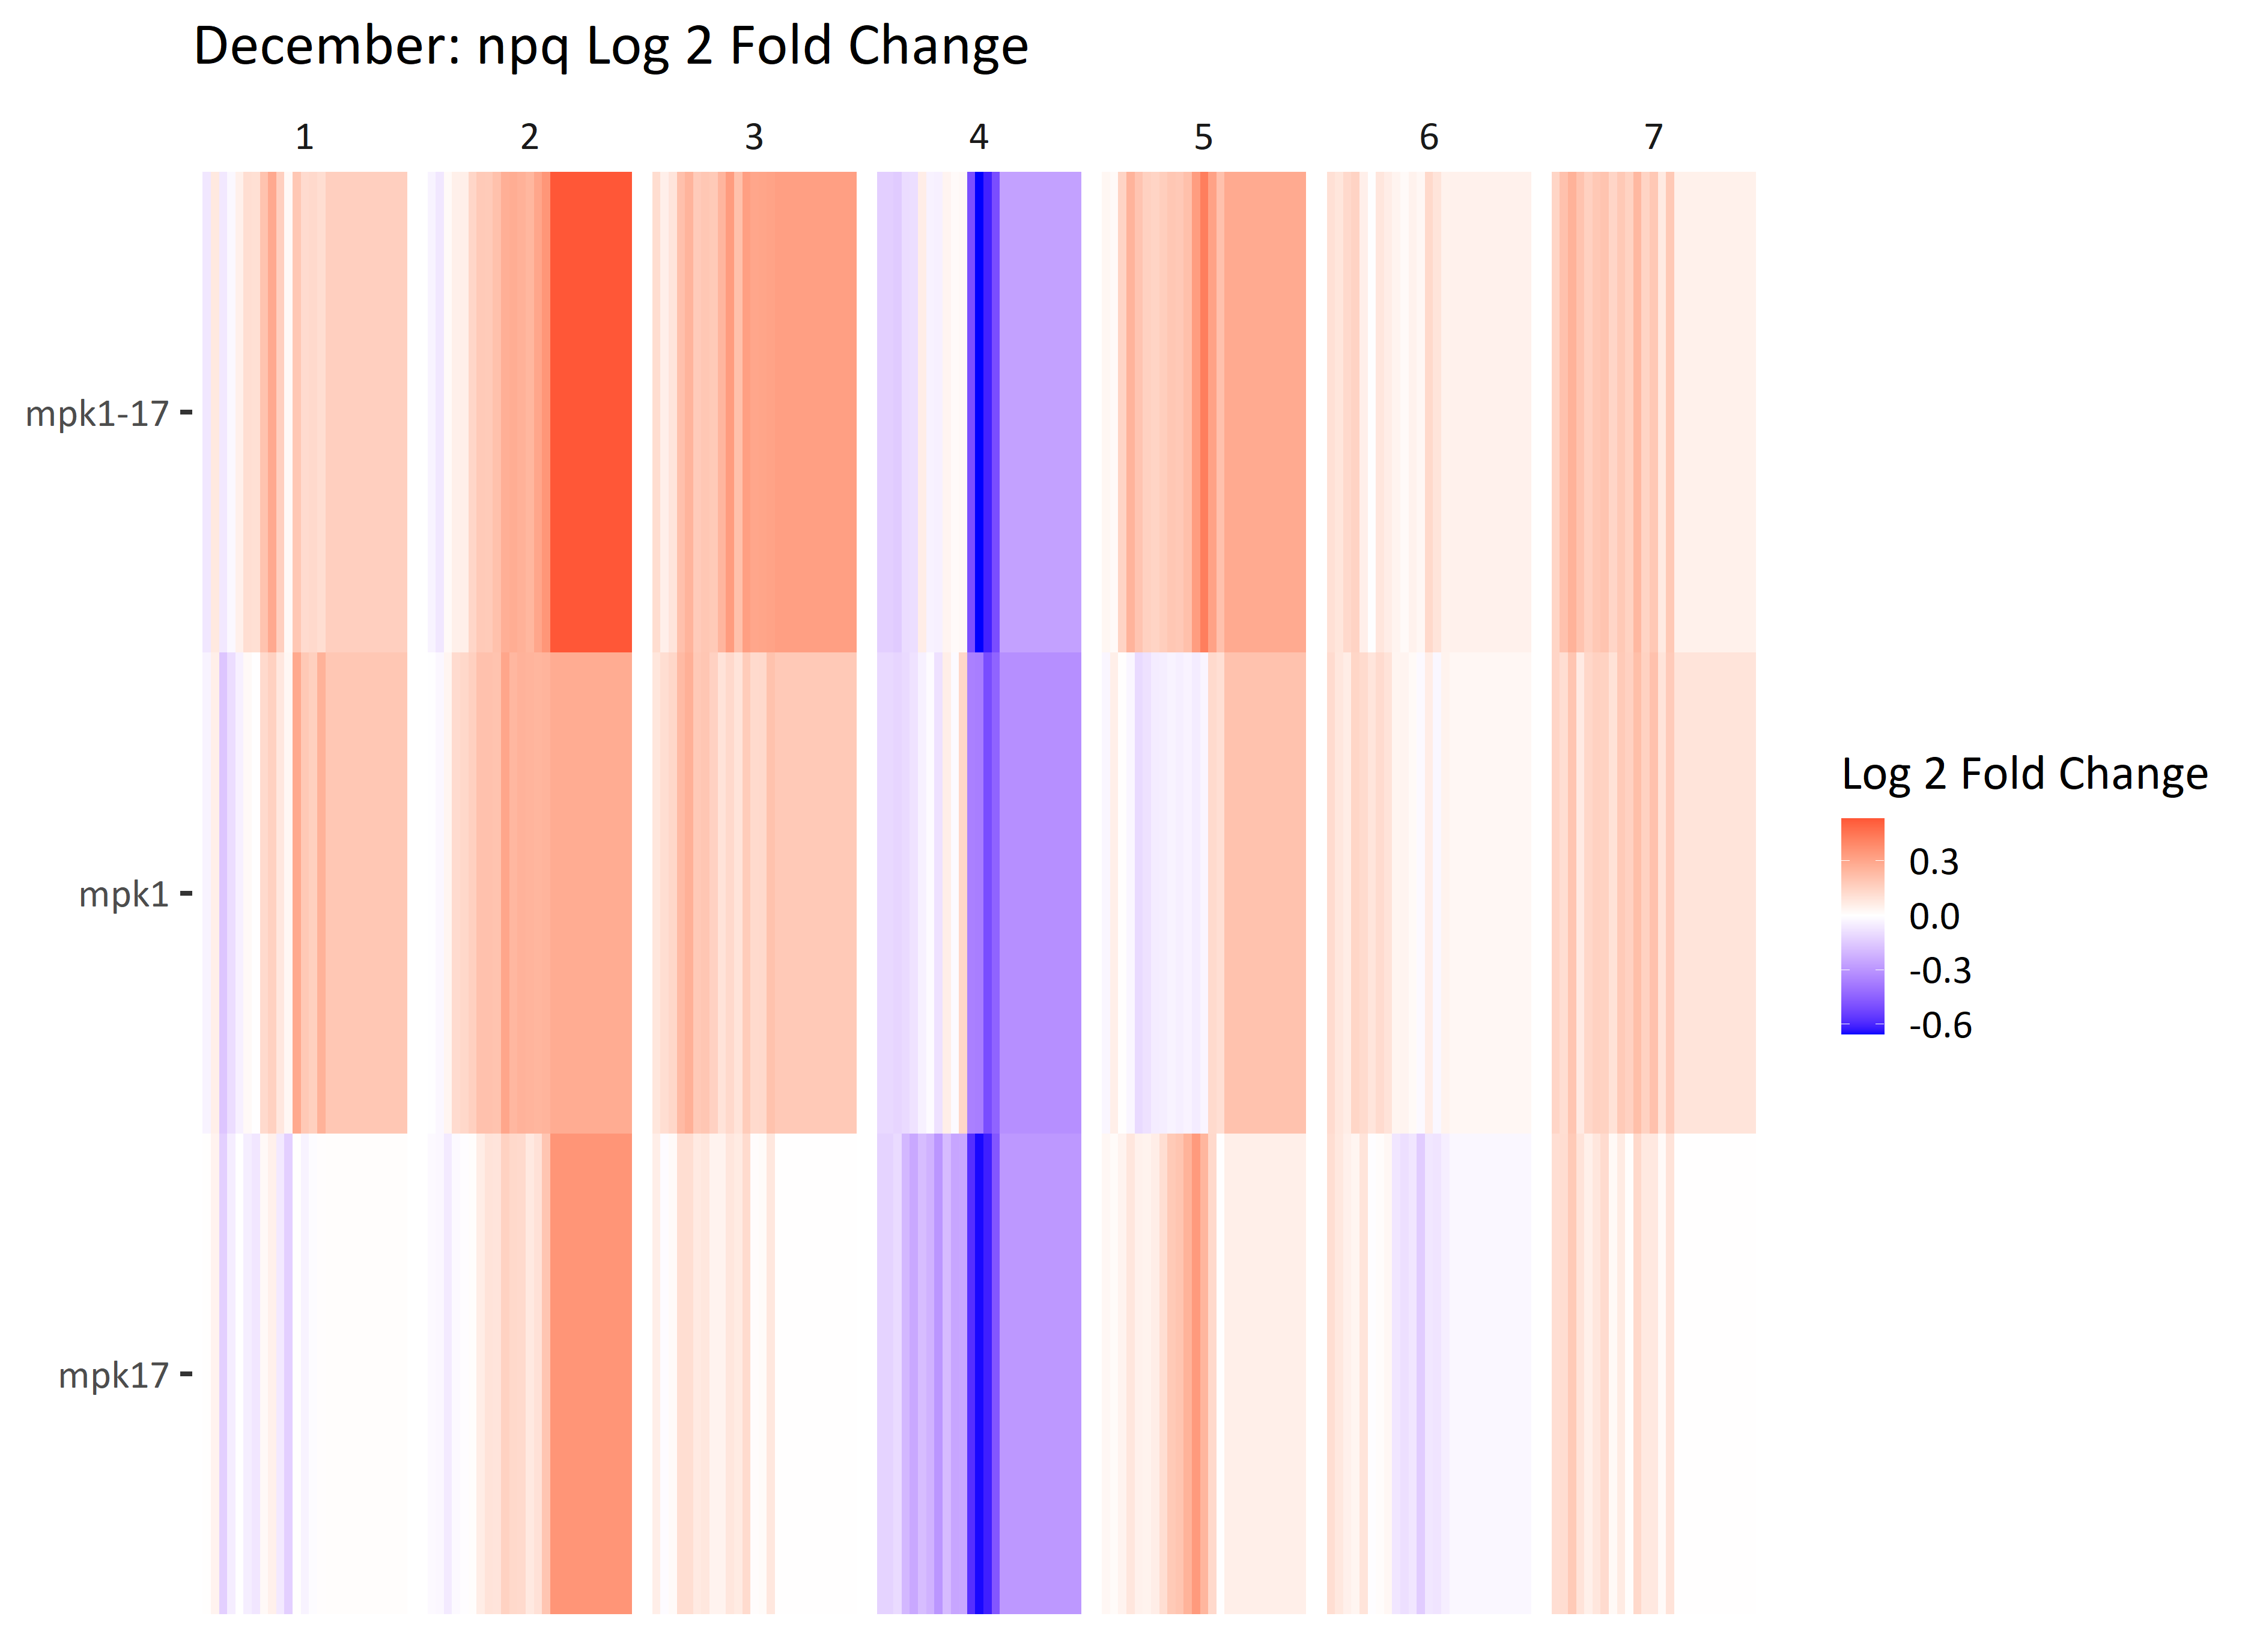 December: npq Log 2 Fold Change
1 2 3 4 5 6 7
mpk1-17
mpk1
mpk17
Log 2 Fold Change
0.3
0.0
-0.3
-0.6